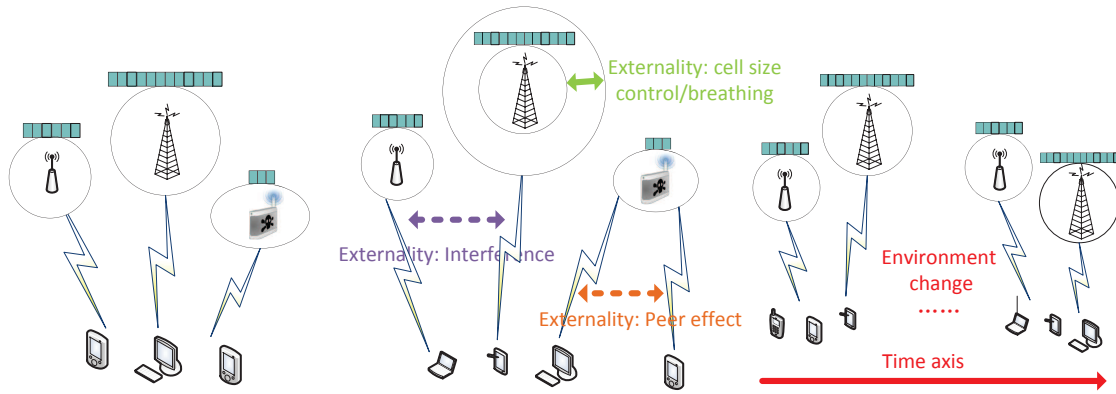 Externality: cell size
control/breathing
Externality: Interference
Externality: Peer effect
Environment
change
……
Time axis